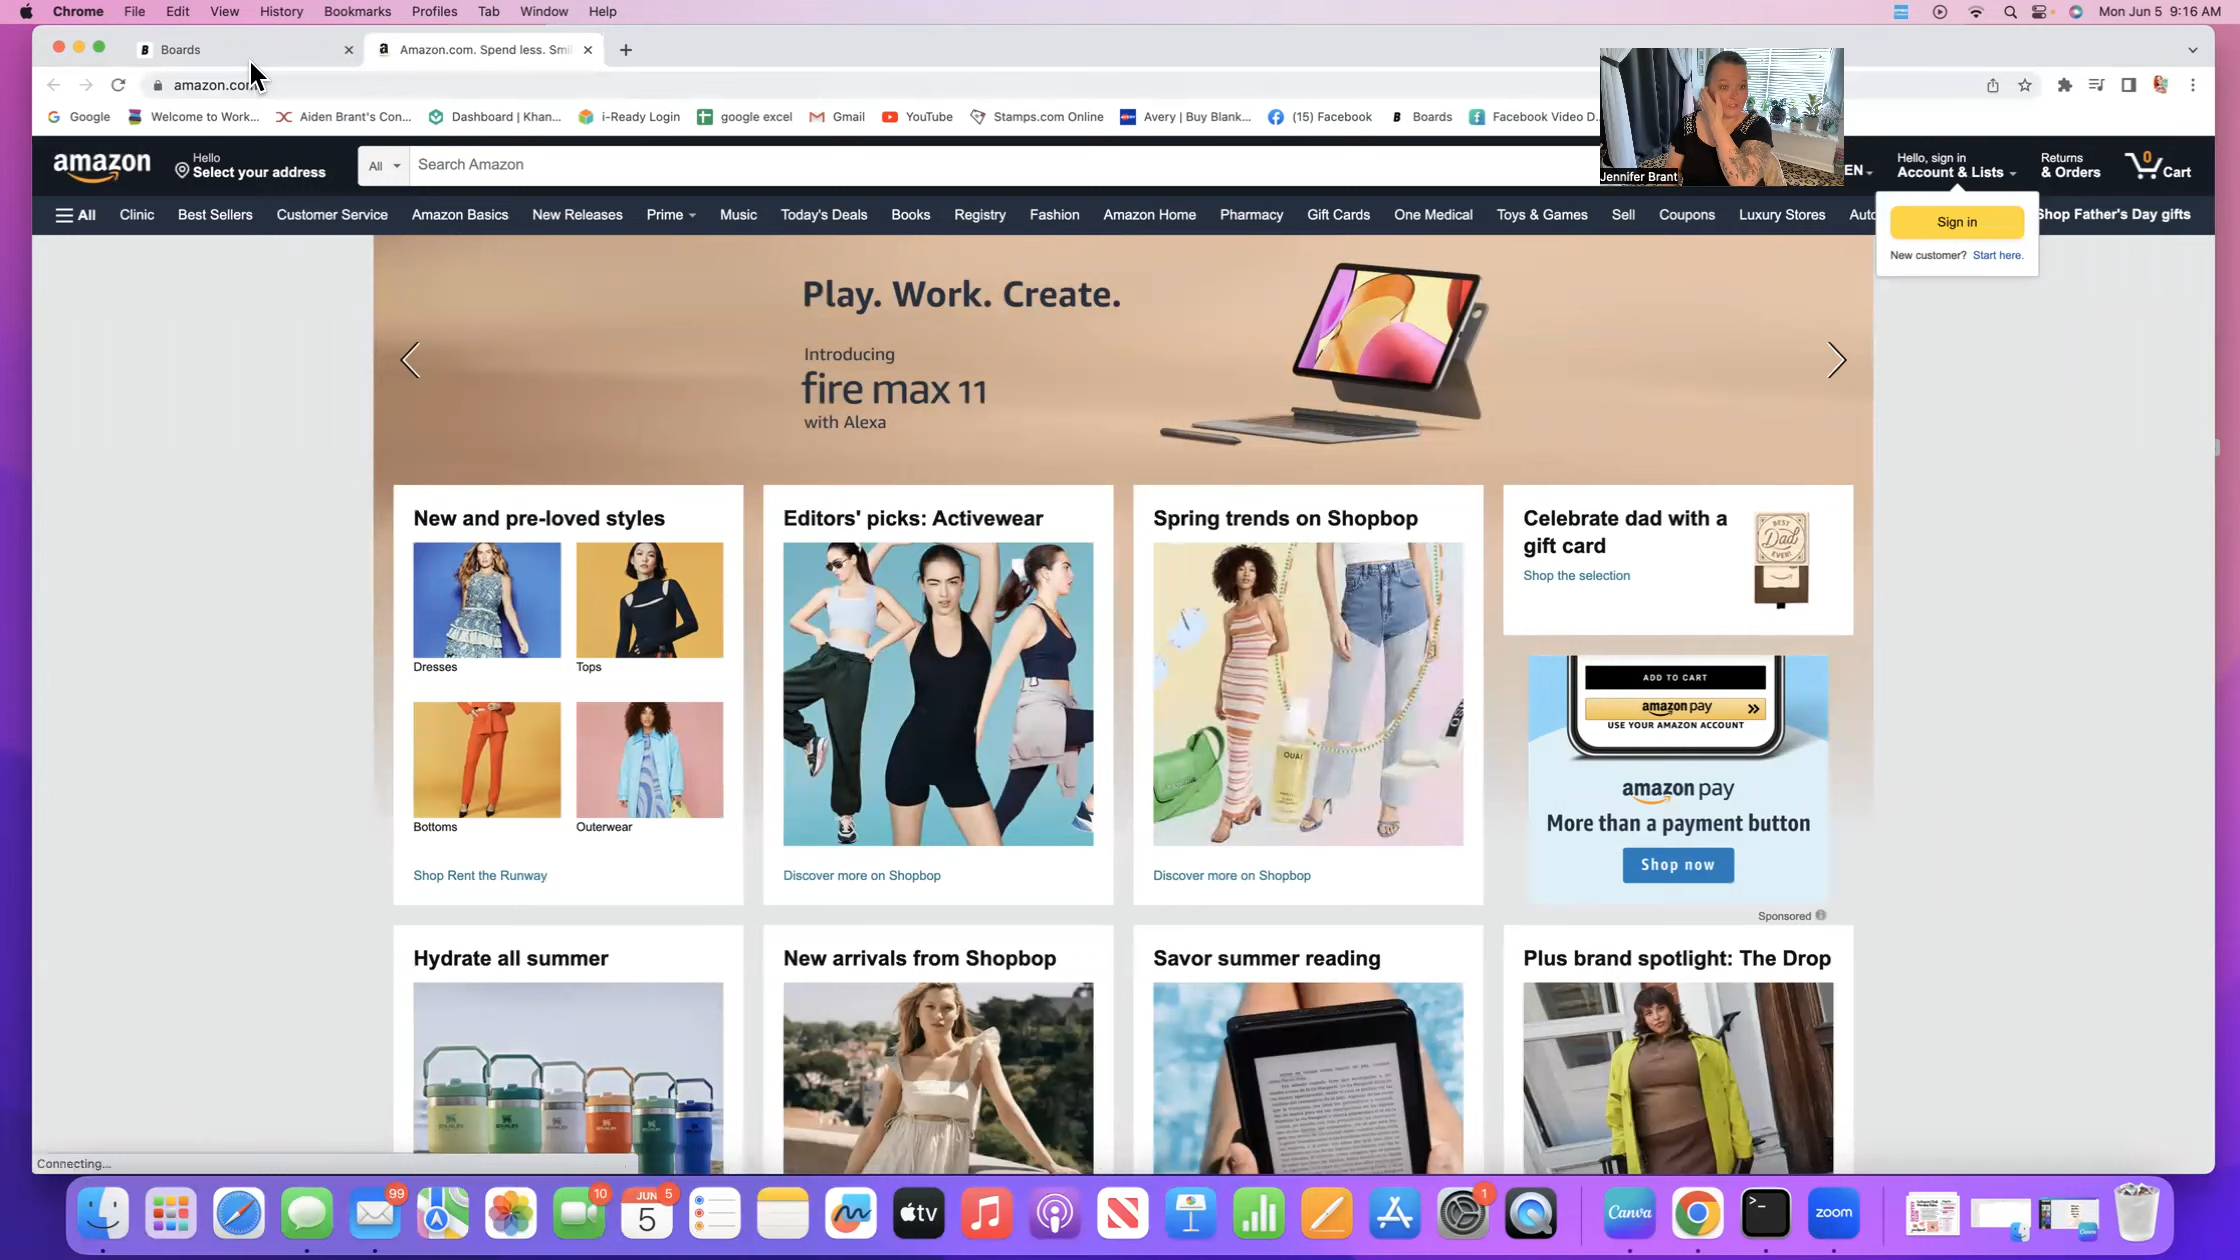 Chrome File Edit View History Bookmarks Profiles Tab Window Help Mon Jun 5 9:16 AM
Boards Amazon.com. Spend less. Smi
amazon.com
Google Welcome to Work... Aiden Brant's Con... Dashboard | Khan... i-Ready Login google excel Gmail YouTube Stamps.com Online Avery | Buy Blank... (15) Facebook Boards Facebook Video D...
Jennifer Brant
amazon
Hello
Select your address
All Search Amazon
EN
Hello, sign in
Account & Lists
Returns
& Orders
0
Cart
All Clinic Best Sellers Customer Service Amazon Basics New Releases Prime Music Today's Deals Books Registry Fashion Amazon Home Pharmacy Gift Cards One Medical Toys & Games Sell Coupons Luxury Stores Shop Father's Day gifts
Sign in
New customer? Start here.
Play. Work. Create.
Introducing
fire max 11
with Alexa
New and pre-loved styles
Dresses
Tops
Bottoms
Outerwear
Shop Rent the Runway
Editors' picks: Activewear
Discover more on Shopbop
Spring trends on Shopbop
OUAI
Discover more on Shopbop
Celebrate dad with a
gift card
Shop the selection
BEST
Dad
EVER!
ADD TO CART
amazon pay
USE YOUR AMAZON ACCOUNT
amazon pay
More than a payment button
Shop now
Sponsored
Hydrate all summer
New arrivals from Shopbop
Savor summer reading
Plus brand spotlight: The Drop
Connecting...
99
10
JUN 5
5
tv
1
Canva
>_
zoom